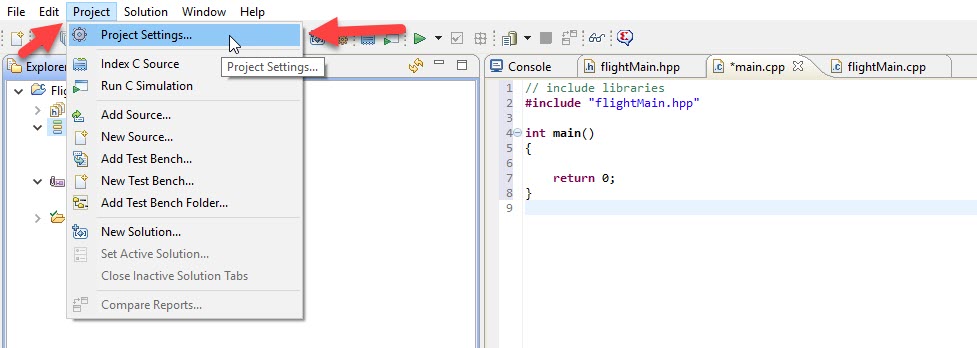 File Edit Project Solution Window Help
Project Settings...
Project Settings...
Index C Source
Run C Simulation
Add Source...
New Source...
Add Test Bench...
New Test Bench...
Add Test Bench Folder...
New Solution...
Set Active Solution...
Close Inactive Solution Tabs
Compare Reports...
Explorer
Console flightMain.hpp *main.cpp flightMain.cpp
1 // include libraries
2 #include "flightMain.hpp"
3
4 int main()
5 {
6
7 return 0;
8 }
9